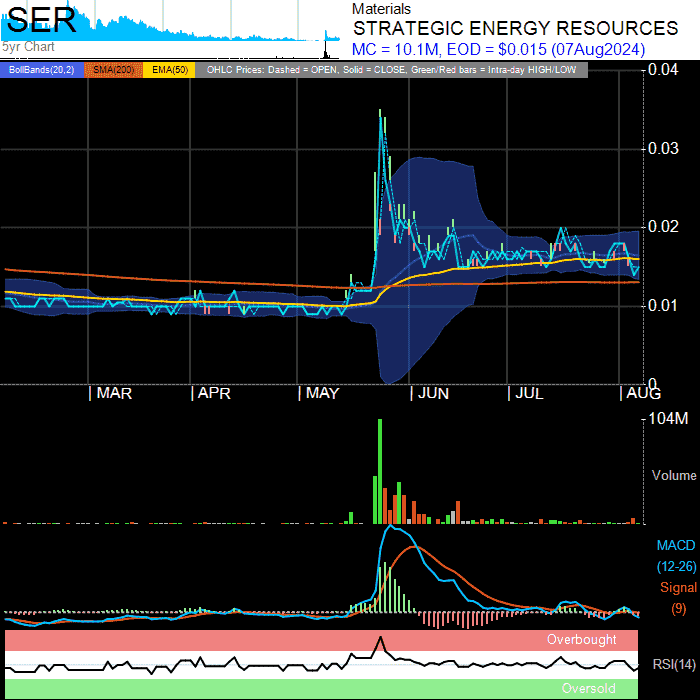 SER
5yr Chart
Materials
STRATEGIC ENERGY RESOURCES
MC = 10.1M, EOD = $0.015 (07Aug2024)
BollBands(20,2) SMA(200) EMA(50) OHLC Prices: Dashed = OPEN, Solid = CLOSE, Green/Red bars = Intra-day HIGH/LOW
0.04
0.03
0.02
0.01
0
| MAR | APR | MAY | JUN | JUL | AUG
104M
Volume
MACD
(12-26)
Signal
(9)
Overbought
RSI(14)
Oversold